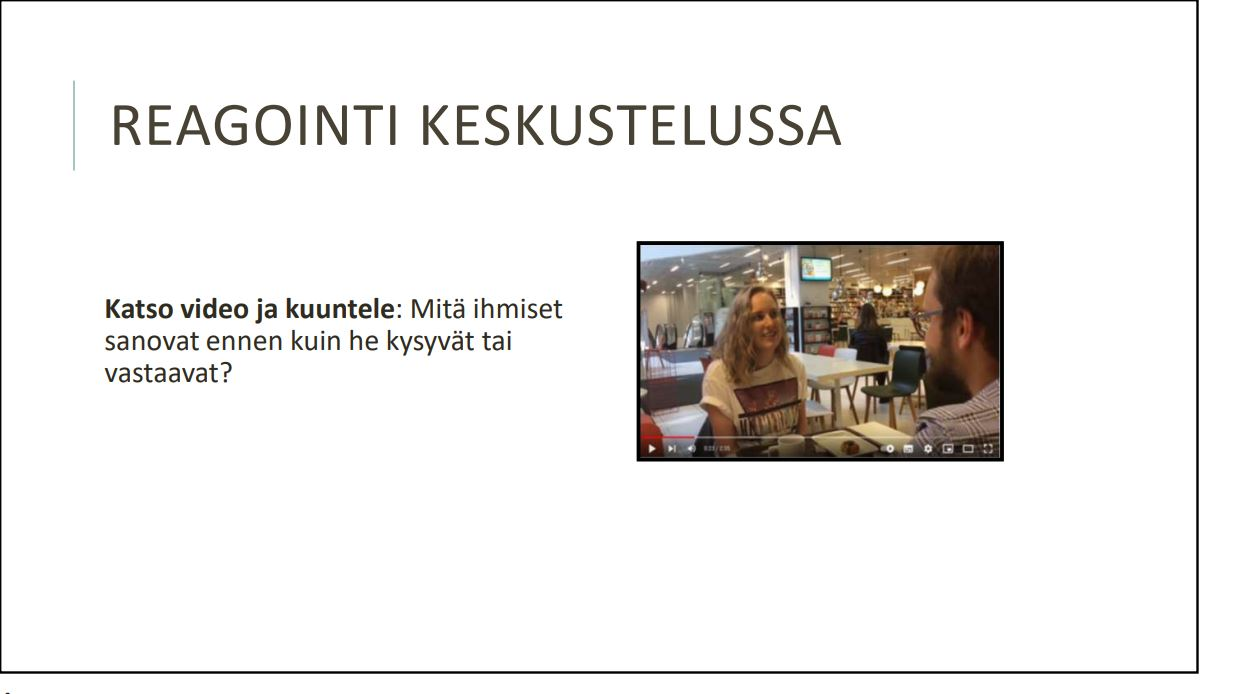 REAGOINTI KESKUSTELUSSA
Katso video ja kuuntele: Mitä ihmiset
sanovat ennen kuin he kysyvät tai
vastaavat?